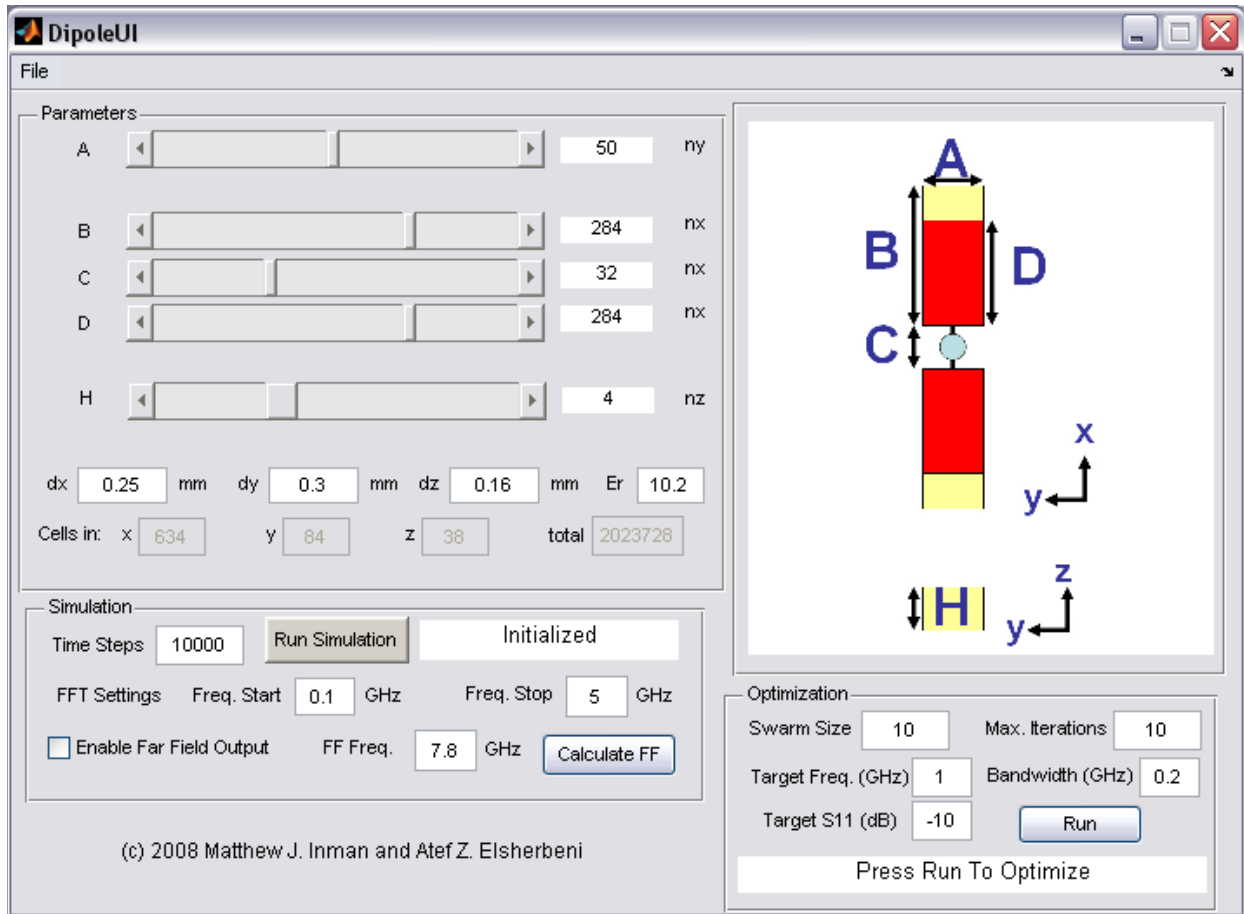 DipoleUI
File
Parameters
A 50 ny
B 284 nx
C 32 nx
D 284 nx
H 4 nz
dx 0.25 mm dy 0.3 mm dz 0.16 mm Er 10.2
Cells in: x 634 y 84 z 38 total 2023728
Simulation
Time Steps 10000 Run Simulation Initialized
FFT Settings Freq. Start 0.1 GHz Freq. Stop 5 GHz
Enable Far Field Output FF Freq. 7.8 GHz Calculate FF
(c) 2008 Matthew J. Inman and Atef Z. Elsherbeni
A
B D
C
x
y
z
H y
Optimization
Swarm Size 10 Max. Iterations 10
Target Freq. (GHz) 1 Bandwidth (GHz) 0.2
Target S11 (dB) -10 Run
Press Run To Optimize